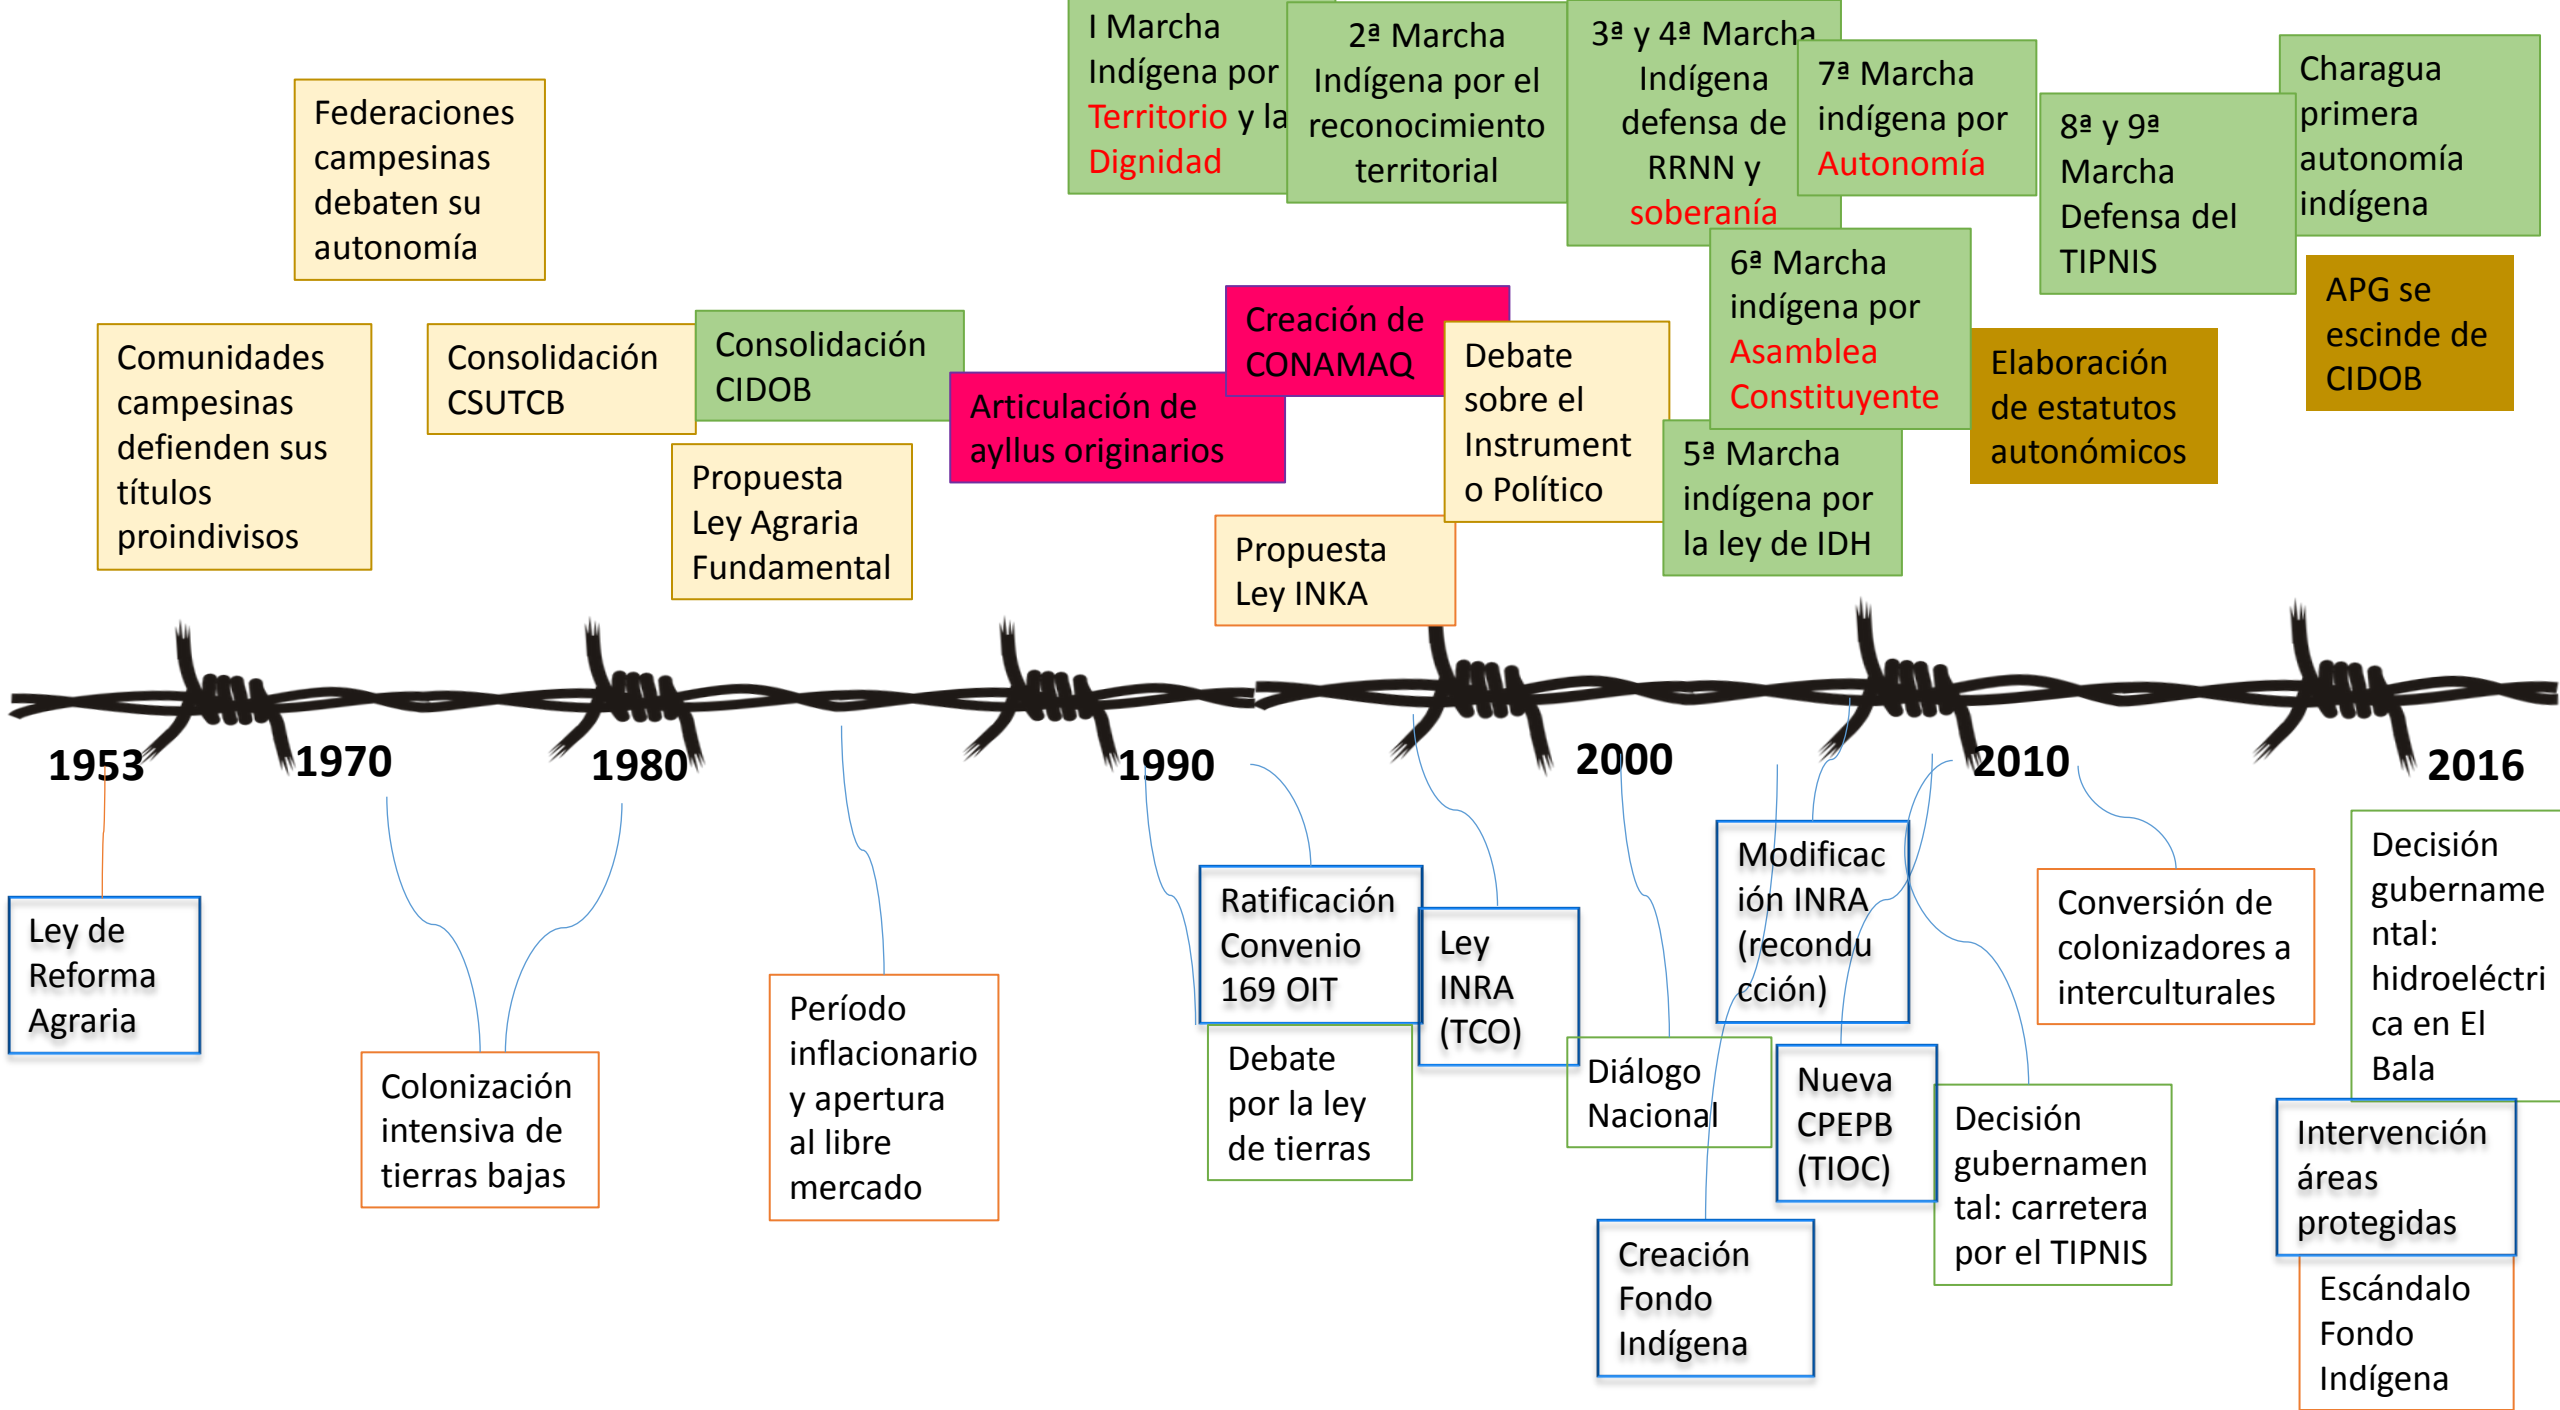 I Marcha
Indígena por
Territorio y la
Dignidad
2ª Marcha
Indígena por el
reconocimiento
territorial
3ª y 4ª Marcha
Indígena
defensa de
RRNN y
soberanía
7ª Marcha
indígena por
Autonomía
8ª y 9ª
Marcha
Defensa del
TIPNIS
Charagua
primera
autonomía
indígena
Federaciones
campesinas
debaten su
autonomía
6ª Marcha
indígena por
Asamblea
Constituyente
APG se
escinde de
CIDOB
Comunidades
campesinas
defienden sus
títulos
proindivisos
Consolidación
CSUTCB
Consolidación
CIDOB
Articulación de
ayllus originarios
Creación de
CONAMAQ
Debate
sobre el
Instrument
o Político
Elaboración
de estatutos
autonómicos
Propuesta
Ley Agraria
Fundamental
5ª Marcha
indígena por
la ley de IDH
Propuesta
Ley INKA
1953
1970
1980
1990
2000
2010
2016
Ley de
Reforma
Agraria
Colonización
intensiva de
tierras bajas
Período
inflacionario
y apertura
al libre
mercado
Ratificación
Convenio
169 OIT
Debate
por la ley
de tierras
Ley
INRA
(TCO)
Diálogo
Nacional
Modificac
ión INRA
(recondu
cción)
Creación
Fondo
Indígena
Nueva
CPEPB
(TIOC)
Decisión
gubernamen
tal: carretera
por el TIPNIS
Conversión de
colonizadores a
interculturales
Decisión
gubername
ntal:
hidroeléctri
ca en El
Bala
Intervención
áreas
protegidas
Escándalo
Fondo
Indígena